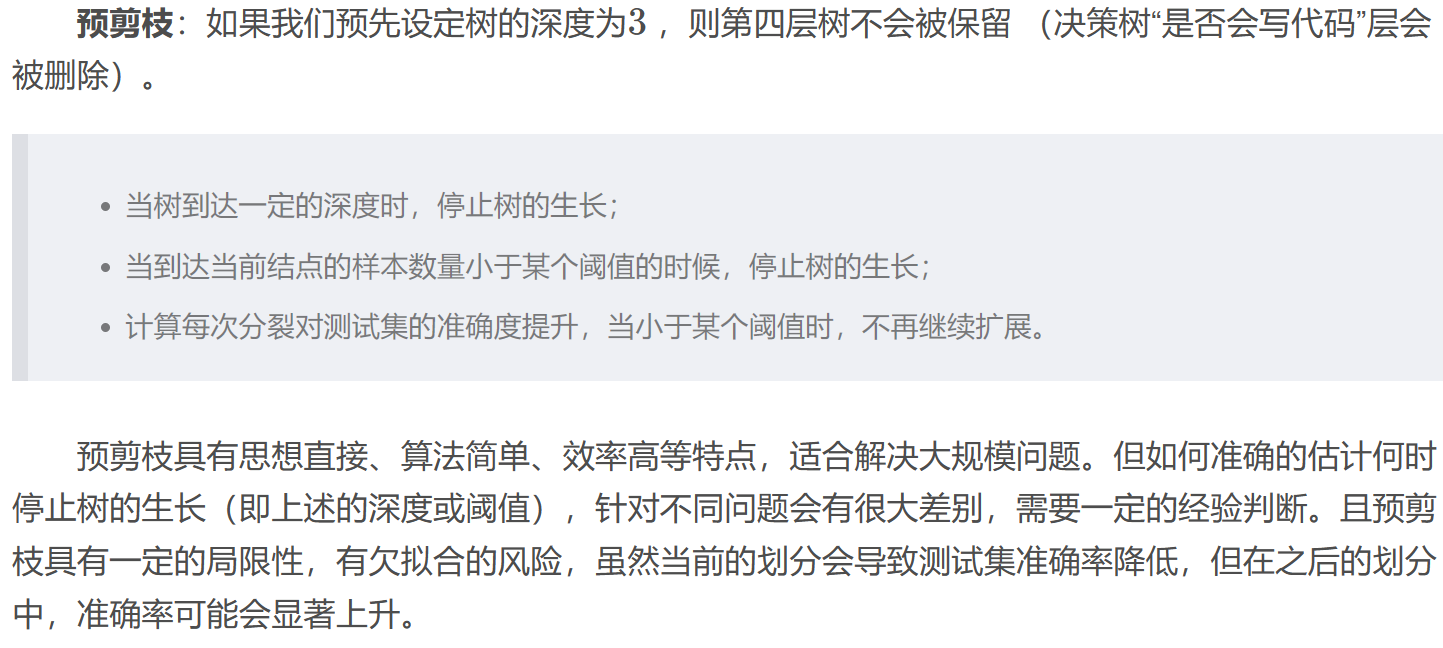 预剪枝：如果我们预先设定树的深度为3 ，则第四层树不会被保留 （决策树“是否会写代码”层会
被删除）。
• 当树到达一定的深度时，停止树的生长；
• 当到达当前结点的样本数量小于某个阈值的时候，停止树的生长；
• 计算每次分裂对测试集的准确度提升，当小于某个阈值时，不再继续扩展。
预剪枝具有思想直接、算法简单、效率高等特点，适合解决大规模问题。但如何准确的估计何时
停止树的生长（即上述的深度或阈值），针对不同问题会有很大差别，需要一定的经验判断。且预剪
枝具有一定的局限性，有欠拟合的风险，虽然当前的划分会导致测试集准确率降低，但在之后的划分
中，准确率可能会显著上升。